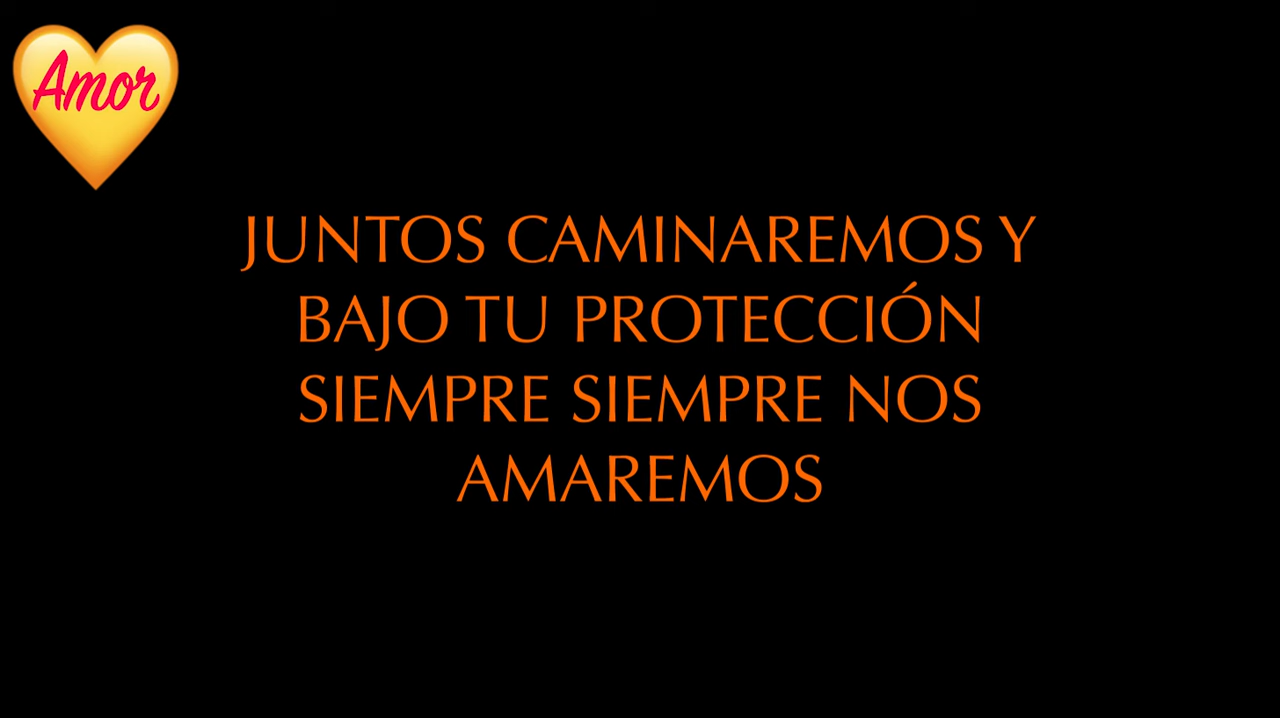 Amor
JUNTOS CAMINAREMOS Y
BAJO TU PROTECCIÓN
SIEMPRE SIEMPRE NOS
AMAREMOS